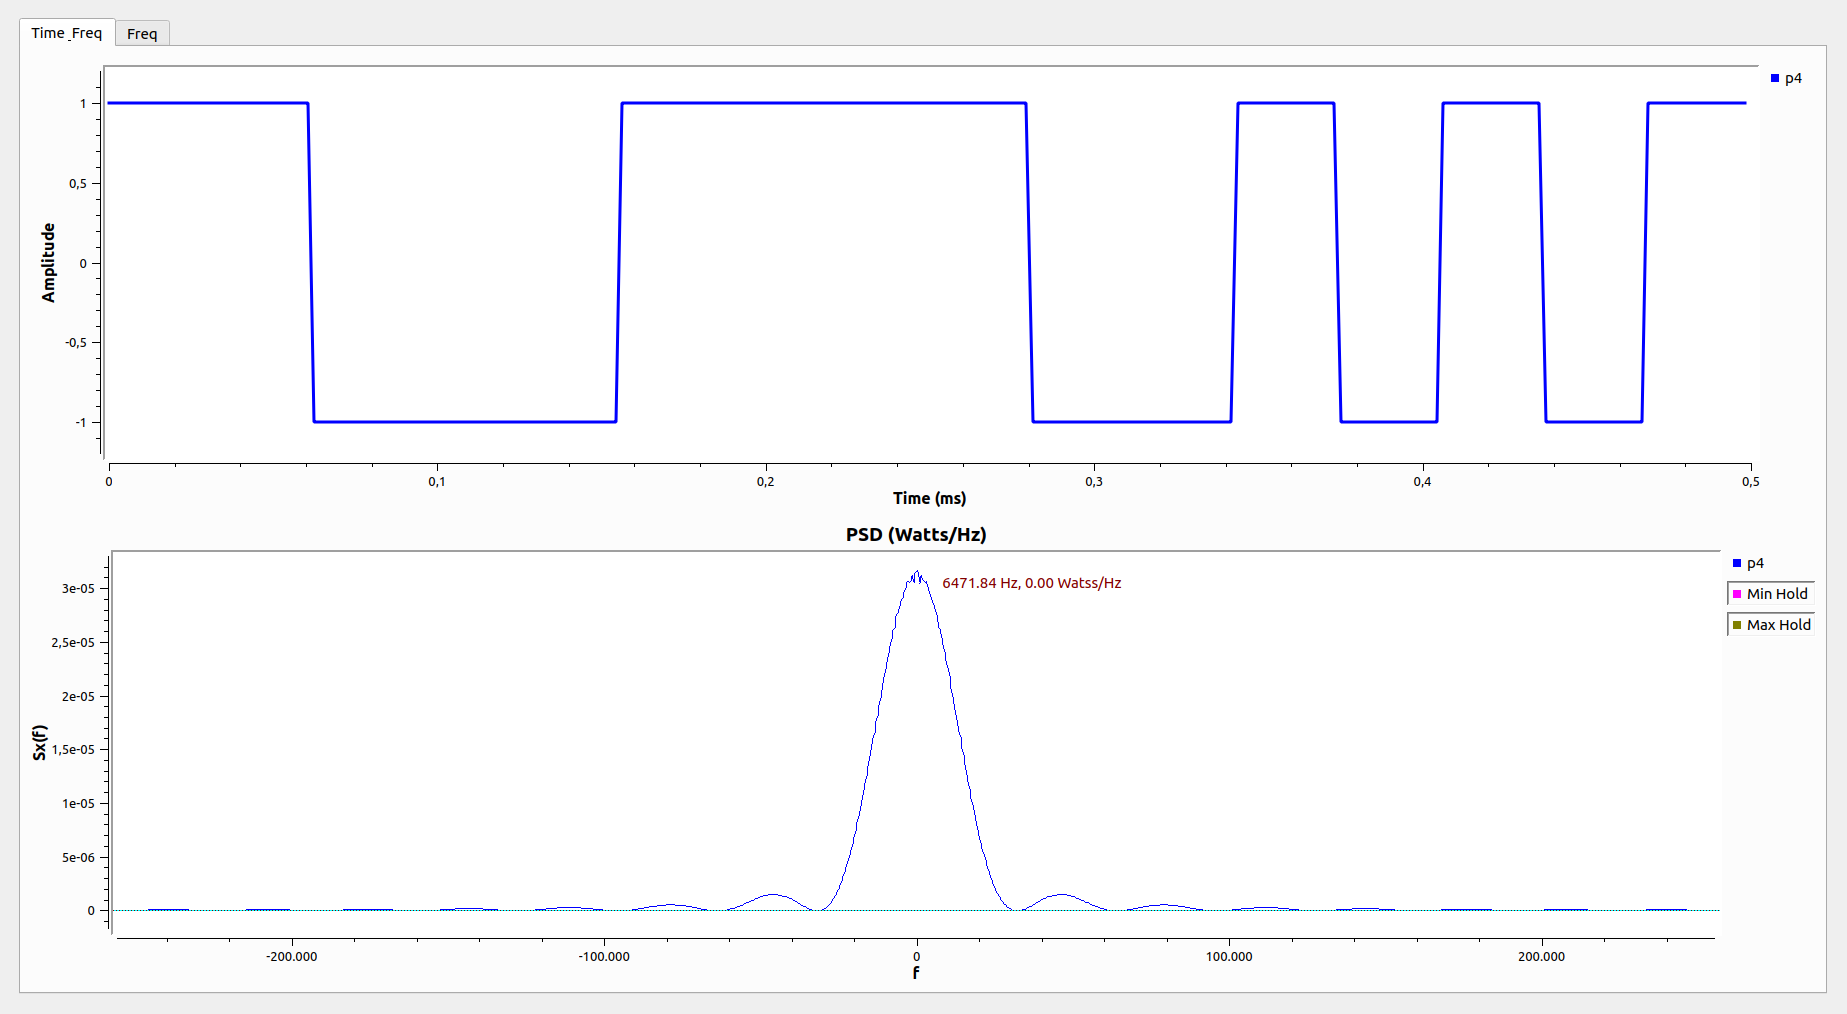 Time_Freq
Freq
p4
1
0,5
0
-0,5
-1
Amplitude
0
0,1
0,2
0,3
0,4
0,5
Time (ms)
PSD (Watts/Hz)
p4
Min Hold
Max Hold
6471.84 Hz, 0.00 Watss/Hz
3e-05
2,5e-05
2e-05
1,5e-05
1e-05
5e-06
0
Sx(f)
-200.000
-100.000
0
100.000
200.000
f